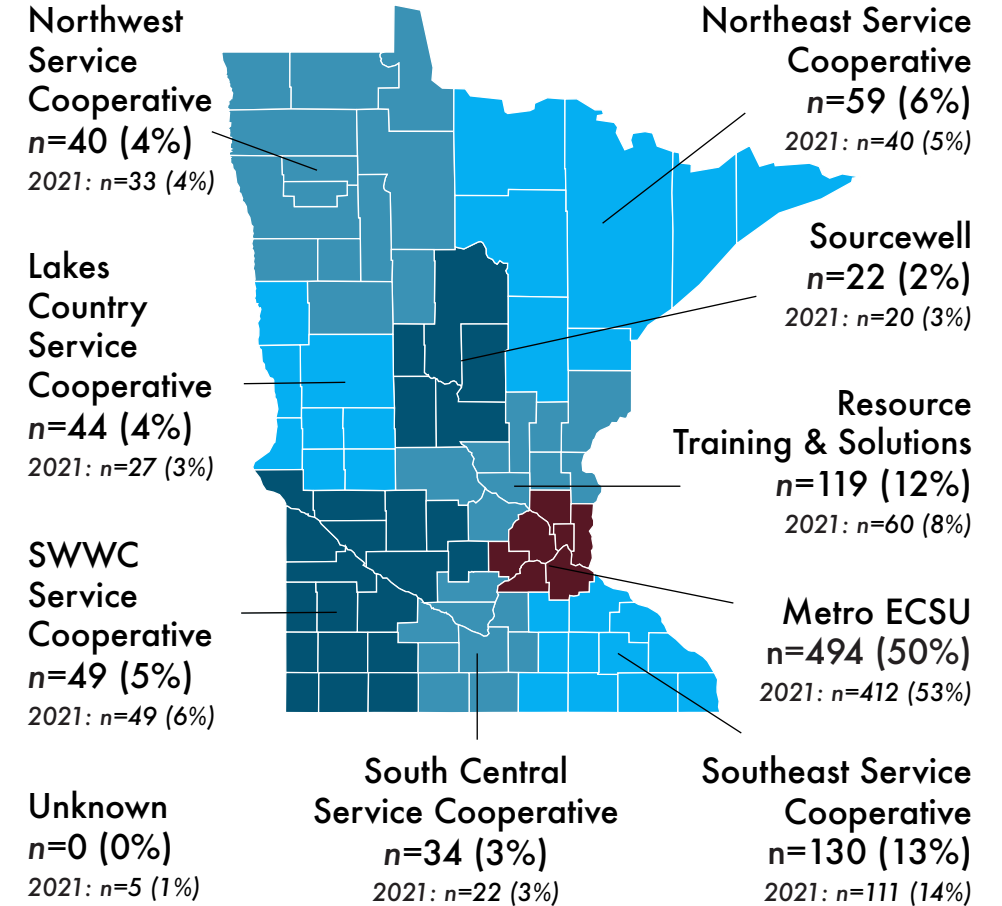 Northwest
Service
Cooperative
n=40 (4%)
2021: n=33 (4%)
Northeast Service
Cooperative
n=59 (6%)
2021: n=40 (5%)
Lakes
Country
Service
Cooperative
n=44 (4%)
2021: n=27 (3%)
Sourcewell
n=22 (2%)
2021: n=20 (3%)
Resource
Training & Solutions
n=119 (12%)
2021: n=60 (8%)
SWWC
Service
Cooperative
n=49 (5%)
2021: n=49 (6%)
Metro ECSU
n=494 (50%)
2021: n=412 (53%)
Unknown
n=0 (0%)
2021: n=5 (1%)
South Central
Service Cooperative
n=34 (3%)
2021: n=22 (3%)
Southeast Service
Cooperative
n=130 (13%)
2021: n=111 (14%)